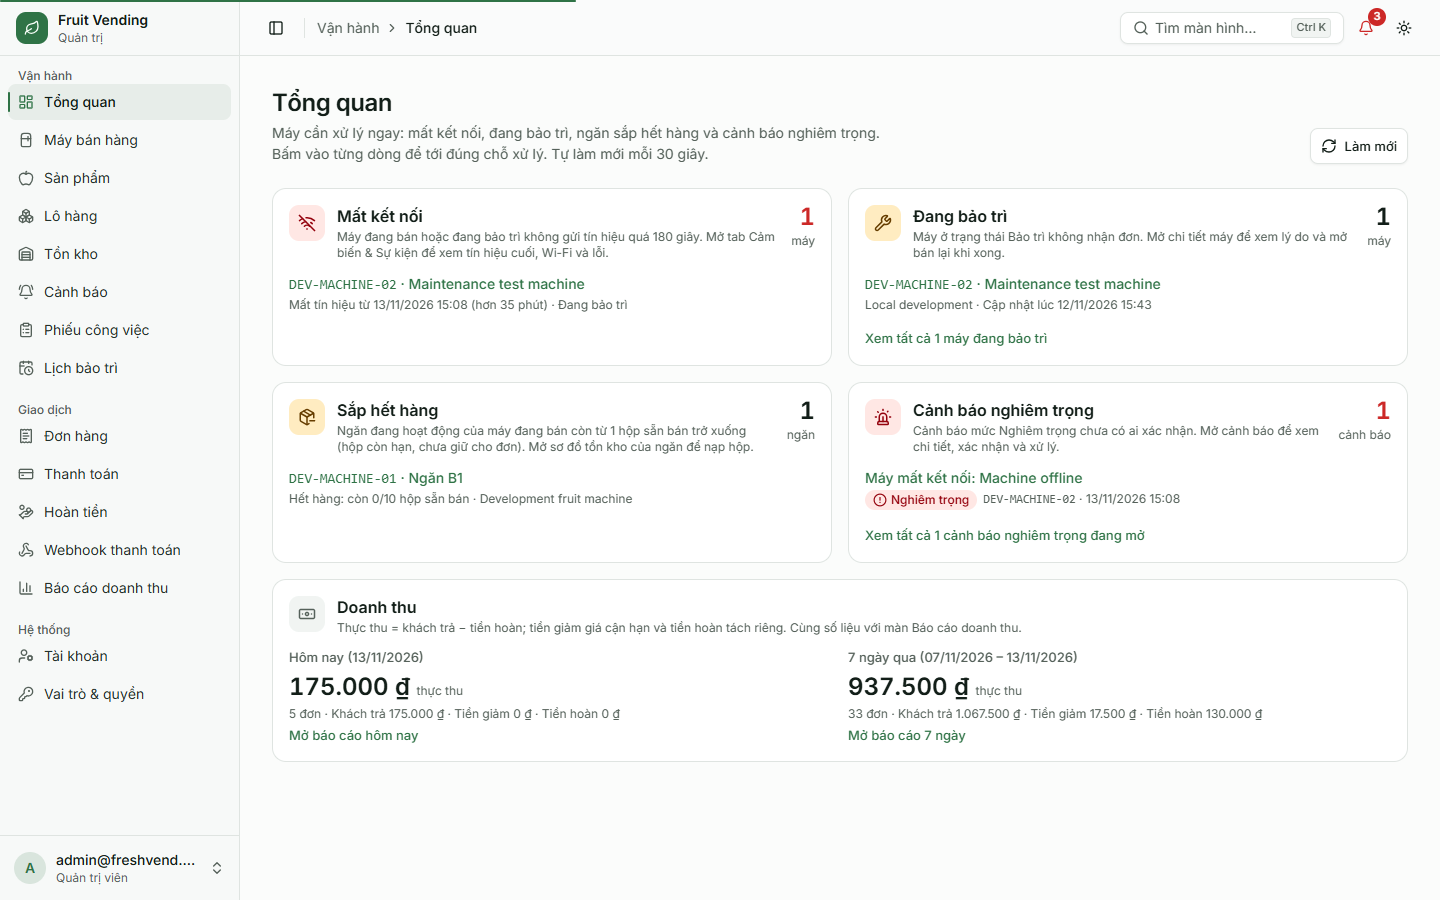 Fruit Vending
Quản trị
Vận hành
Tổng quan
Máy bán hàng
Sản phẩm
Lô hàng
Tồn kho
Cảnh báo
Phiếu công việc
Lịch bảo trì
Giao dịch
Đơn hàng
Thanh toán
Hoàn tiền
Webhook thanh toán
Báo cáo doanh thu
Hệ thống
Tài khoản
Vai trò & quyền
A
admin@freshvend....
Quản trị viên
Vận hành > Tổng quan
Tìm màn hình... Ctrl K
3
Tổng quan
Máy cần xử lý ngay: mất kết nối, đang bảo trì, ngăn sắp hết hàng và cảnh báo nghiêm trọng.
Bấm vào từng dòng để tới đúng chỗ xử lý. Tự làm mới mỗi 30 giây.
Làm mới
Mất kết nối
Máy đang bán hoặc đang bảo trì không gửi tín hiệu quá 180 giây. Mở tab Cảm
biến & Sự kiện để xem tín hiệu cuối, Wi-Fi và lỗi.
1
máy
DEV-MACHINE-02 · Maintenance test machine
Mất tín hiệu từ 13/11/2026 15:08 (hơn 35 phút) · Đang bảo trì
Đang bảo trì
Máy ở trạng thái Bảo trì không nhận đơn. Mở chi tiết máy để xem lý do và mở
bán lại khi xong.
1
máy
DEV-MACHINE-02 · Maintenance test machine
Local development · Cập nhật lúc 12/11/2026 15:43
Xem tất cả 1 máy đang bảo trì
Sắp hết hàng
Ngăn đang hoạt động của máy đang bán còn từ 1 hộp sẵn bán trở xuống
(hộp còn hạn, chưa giữ cho đơn). Mở sơ đồ tồn kho của ngăn để nạp hộp.
1
ngăn
DEV-MACHINE-01 · Ngăn B1
Hết hàng: còn 0/10 hộp sẵn bán · Development fruit machine
Cảnh báo nghiêm trọng
Cảnh báo mức Nghiêm trọng chưa có ai xác nhận. Mở cảnh báo để xem
chi tiết, xác nhận và xử lý.
1
cảnh báo
Máy mất kết nối: Machine offline
Nghiêm trọng DEV-MACHINE-02 · 13/11/2026 15:08
Xem tất cả 1 cảnh báo nghiêm trọng đang mở
Doanh thu
Thực thu = khách trả − tiền hoàn; tiền giảm giá cận hạn và tiền hoàn tách riêng. Cùng số liệu với màn Báo cáo doanh thu.
Hôm nay (13/11/2026)
175.000 ₫ thực thu
5 đơn · Khách trả 175.000 ₫ · Tiền giảm 0 ₫ · Tiền hoàn 0 ₫
Mở báo cáo hôm nay
7 ngày qua (07/11/2026 – 13/11/2026)
937.500 ₫ thực thu
33 đơn · Khách trả 1.067.500 ₫ · Tiền giảm 17.500 ₫ · Tiền hoàn 130.000 ₫
Mở báo cáo 7 ngày